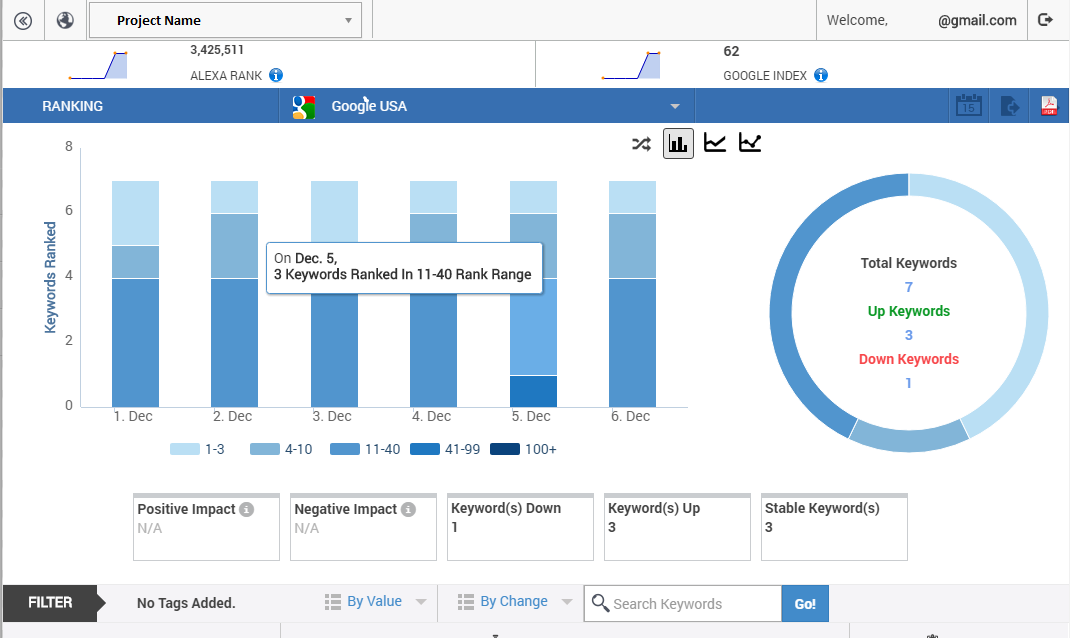 Project Name
Welcome, @gmail.com
3,425,511
ALEXA RANK
62
GOOGLE INDEX
RANKING
Google USA
15
PDF
8
6
4
2
0
Keywords Ranked
On Dec. 5,
3 Keywords Ranked In 11-40 Rank Range
1. Dec 2. Dec 3. Dec 4. Dec 5. Dec 6. Dec
1-3 4-10 11-40 41-99 100+
Total Keywords
7
Up Keywords
3
Down Keywords
1
Positive Impact
N/A
Negative Impact
N/A
Keyword(s) Down
1
Keyword(s) Up
3
Stable Keyword(s)
3
FILTER
No Tags Added.
By Value
By Change
Search Keywords
Go!